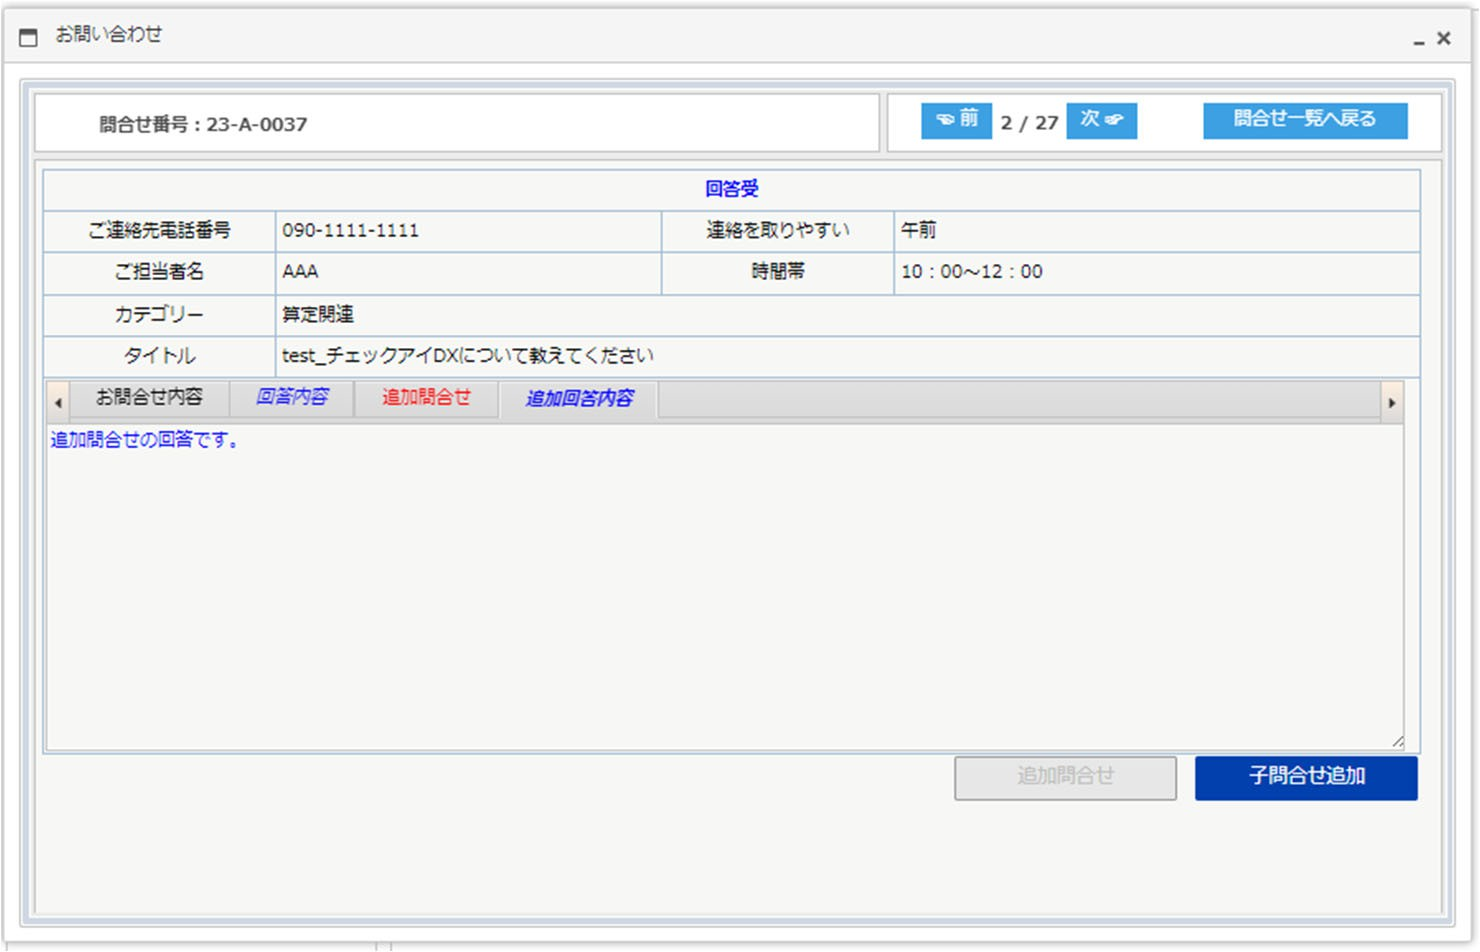 お問い合わせ
問合せ番号：23-A-0037
前 2 / 27 次 問合せ一覧へ戻る
回答受
ご連絡先電話番号 090-1111-1111 連絡を取りやすい 午前
ご担当者名 AAA 時間帯 10：00～12：00
カテゴリー 算定関連
タイトル test_チェックアイDXについて教えてください
お問合せ内容 回答内容 追加問合せ 追加回答内容
追加問合せの回答です。
追加問合せ 子問合せ追加